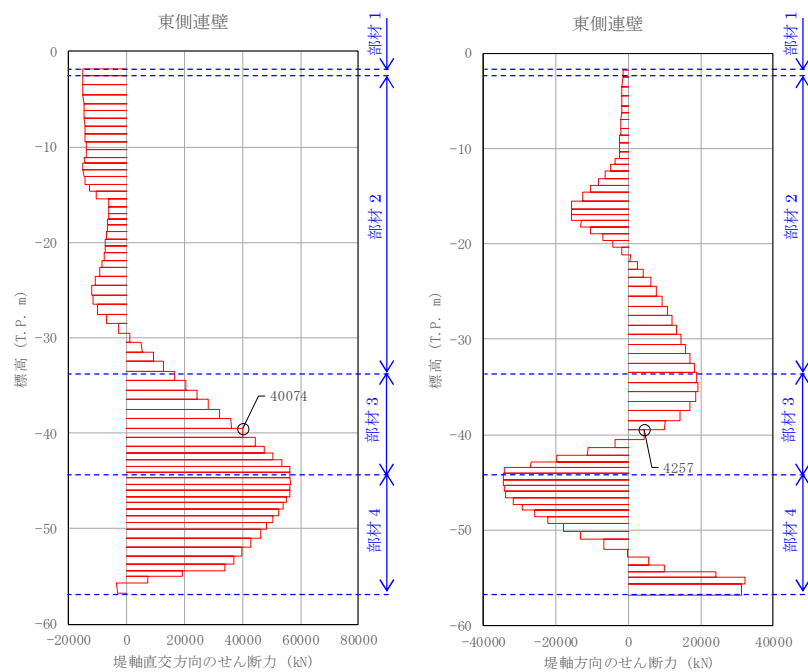 東側連壁
0
-10
-20
-30
-40
-50
-60
標高 (T.P. m)
-20000
0
20000
40000
60000
80000
堤軸直交方向のせん断力 (kN)
40074
部材1
部材2
部材3
部材4
東側連壁
0
-10
-20
-30
-40
-50
-60
標高 (T.P. m)
-40000
-20000
0
20000
40000
堤軸方向のせん断力 (kN)
4257
部材1
部材2
部材3
部材4